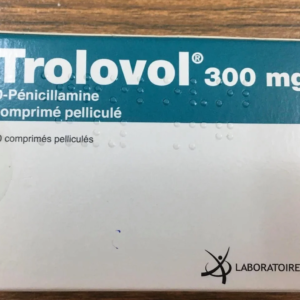 Trolovol® 300 mg
-Pénicillamine
omprimé pelliculé
0 comprimés pelliculés
LABORATOIRE